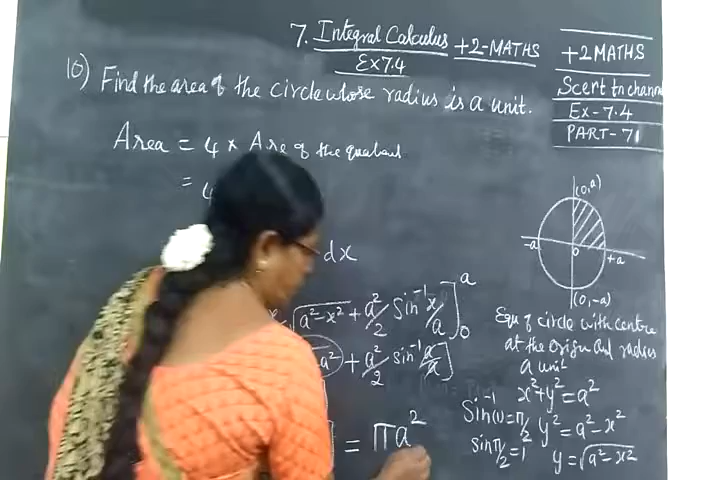 7. Integral Calculus +2-MATHS
Ex 7.4
+2 MATHS
Scert tn channel
Ex-7.4
PART-71
10) Find the area of the circle whose radius is a unit.
Area = 4 × Are of the quadrant
= 4
dx
√a²-x² + a²/2 Sin⁻¹ x/a ]₀ᵃ
a² + a²/2 sin⁻¹ a/a ]
= πa²
(0,a)
-a
0
+a
(0,-a)
Equ of circle with centre
at the origin and radius
a unit
x²+y² = a²
Sin⁻¹(1) = π/2
y² = a²-x²
sin π/2 = 1
y = √a²-x²